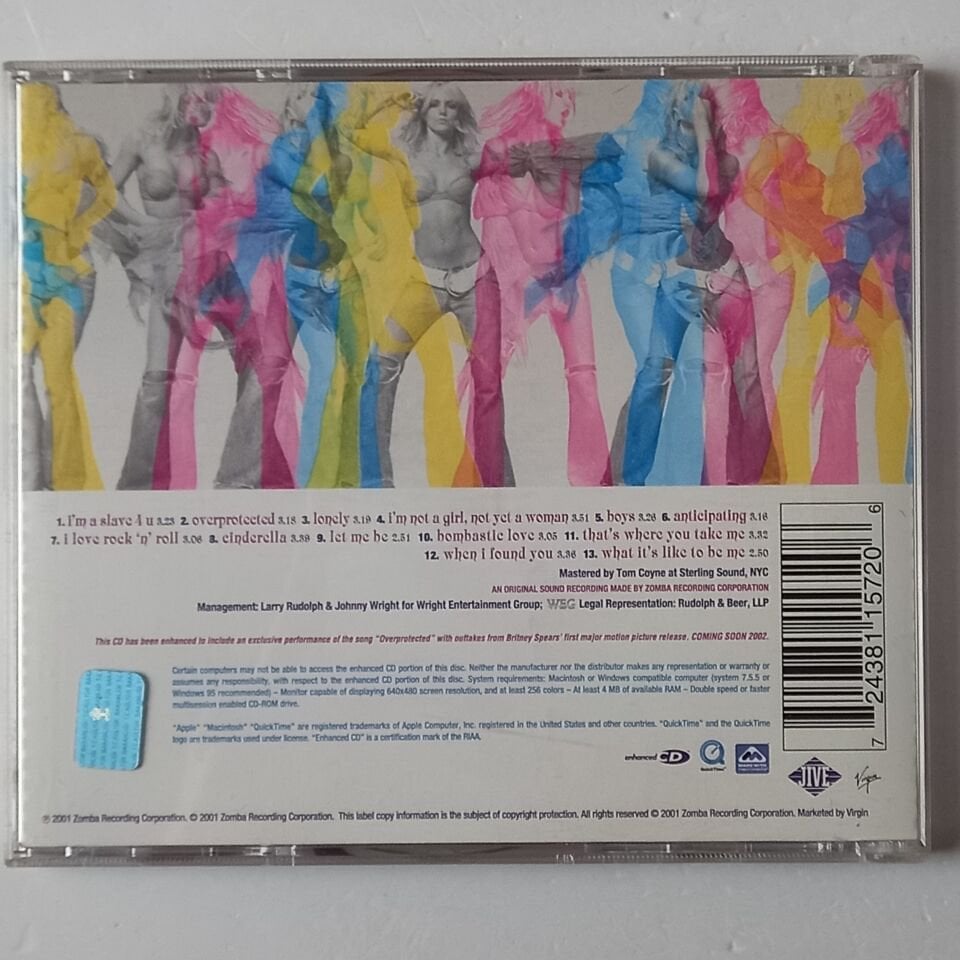 1. i'm a slave 4 u 3.23 2. overprotected 3.18 3. lonely 3.19 4. i'm not a girl, not yet a woman 3.51 5. boys 3.26 6. anticipating 3.16
7. i love rock 'n' roll 3.06 8. cinderella 3.39 9. let me be 2.51 10. bombastic love 3.05 11. that's where you take me 3.32
12. when i found you 3.36 13. what it's like to be me 2.50
Mastered by Tom Coyne at Sterling Sound, NYC
AN ORIGINAL SOUND RECORDING MADE BY ZOMBA RECORDING CORPORATION
Management: Larry Rudolph & Johnny Wright for Wright Entertainment Group; WEG Legal Representation: Rudolph & Beer, LLP
This CD has been enhanced to include an exclusive performance of the song "Overprotected" with outtakes from Britney Spears' first major motion picture release, COMING SOON 2002.
Certain computers may not be able to access the enhanced CD portion of this disc. Neither the manufacturer nor the distributor makes any representation or warranty or
assumes any responsibility, with respect to the enhanced CD portion of this disc. System requirements: Macintosh or Windows compatible computer (system 7.5.5 or
Windows 95 recommended) – Monitor capable of displaying 640x480 screen resolution, and at least 256 colors – At least 4 MB of available RAM – Double speed or faster
multisession enabled CD-ROM drive.
"Apple" "Macintosh" "QuickTime" are registered trademarks of Apple Computer, Inc. registered in the United States and other countries. "QuickTime" and the QuickTime
logo are trademarks used under license. "Enhanced CD" is a certification mark of the RIAA.
enhanced CD
QuickTime
MADE WITH
JIVE
Virgin
7 24381 15720 6
℗ 2001 Zomba Recording Corporation. © 2001 Zomba Recording Corporation. This label copy information is the subject of copyright protection. All rights reserved © 2001 Zomba Recording Corporation. Marketed by Virgin